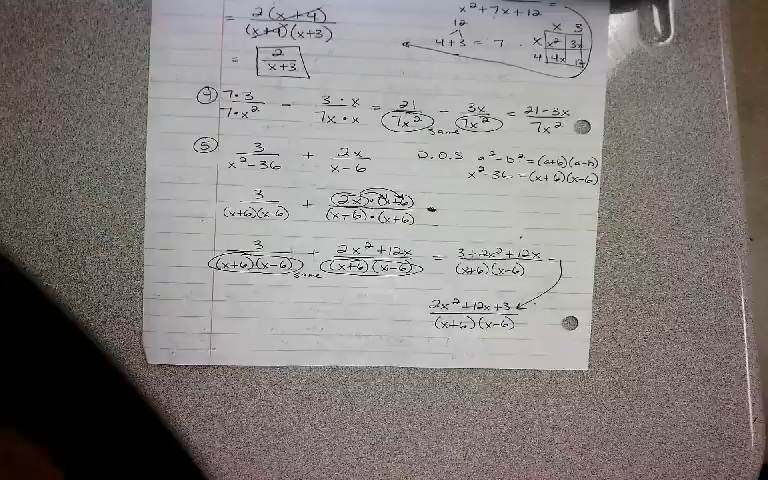 = 2(x+4) / (x+4)(x+3)
x²+7x+12 =
12
4+3 = 7
x 3
x x² 3x
4 4x 12
= 2 / x+3
4) 7·3 / 7·x² − 3·x / 7x·x = 21 / 7x² − 3x / 7x² = 21−3x / 7x²
same
5) 3 / x²−36 + 2x / x−6 D.O.S a²−b² = (a+b)(a−b)
x²−36 = (x+6)(x−6)
3 / (x+6)(x−6) + (2x)·(x+6) / (x−6)·(x+6)
3 / (x+6)(x−6) + 2x²+12x / (x+6)(x−6) = 3+2x²+12x / (x+6)(x−6) =
same
2x²+12x+3 / (x+6)(x−6)